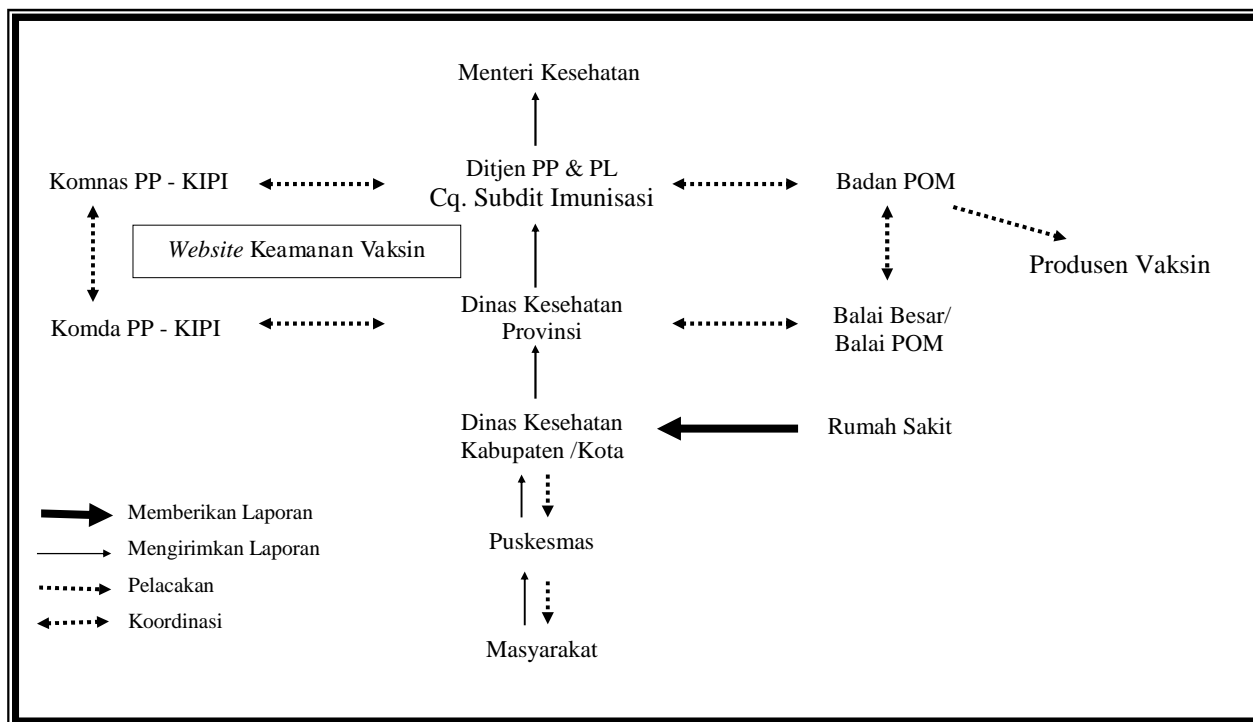 Menteri Kesehatan
Komnas PP - KIPI
Ditjen PP & PL
Cq. Subdit Imunisasi
Badan POM
Website Keamanan Vaksin
Produsen Vaksin
Komda PP - KIPI
Dinas Kesehatan
Provinsi
Balai Besar/
Balai POM
Dinas Kesehatan
Kabupaten /Kota
Rumah Sakit
Puskesmas
Masyarakat
Memberikan Laporan
Mengirimkan Laporan
Pelacakan
Koordinasi